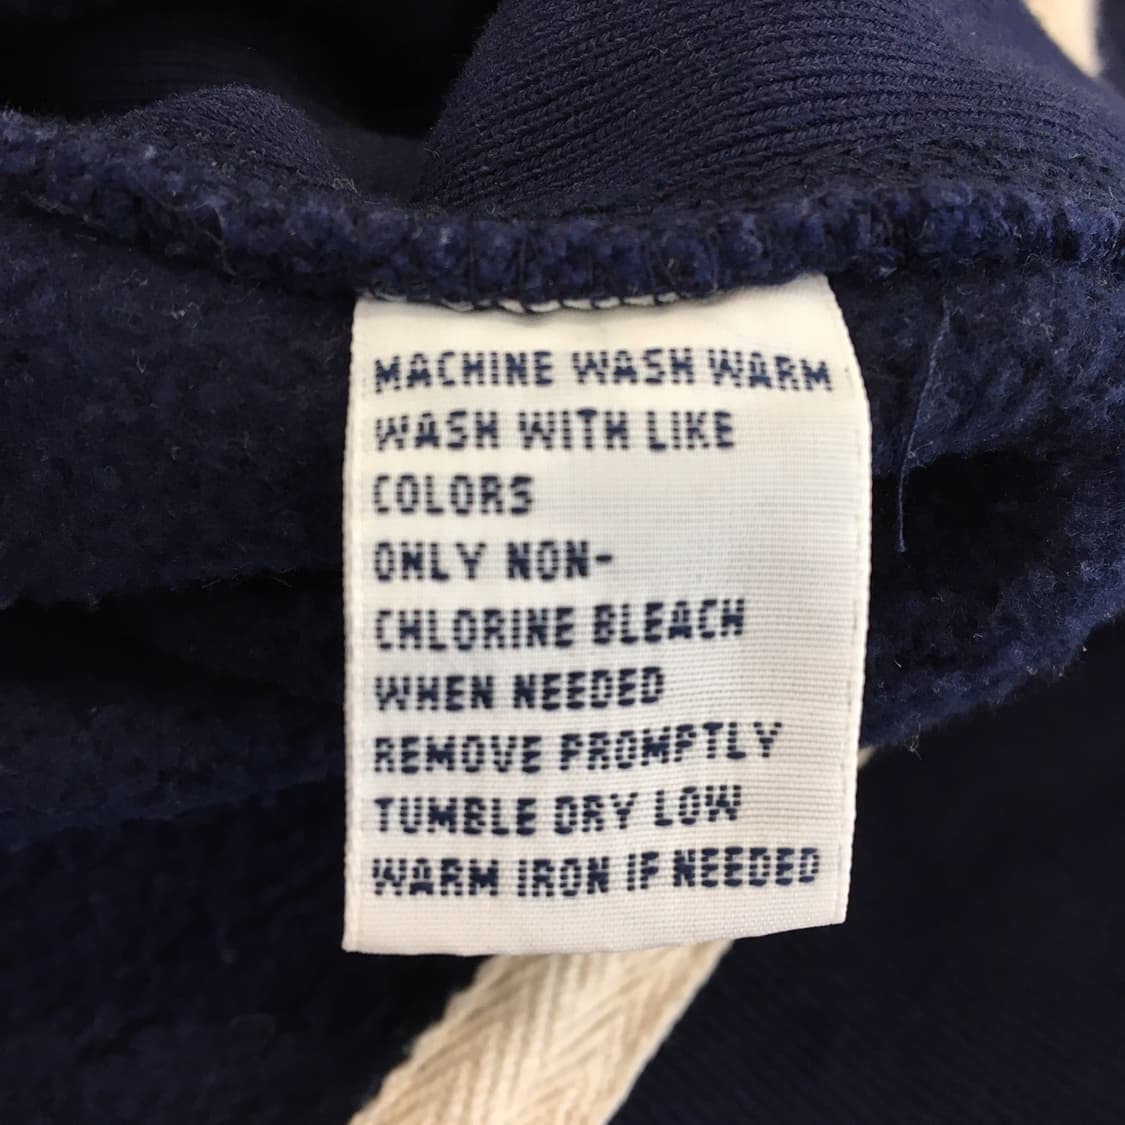 MACHINE WASH WARM
WASH WITH LIKE
COLORS
ONLY NON-
CHLORINE BLEACH
WHEN NEEDED
REMOVE PROMPTLY
TUMBLE DRY LOW
WARM IRON IF NEEDED